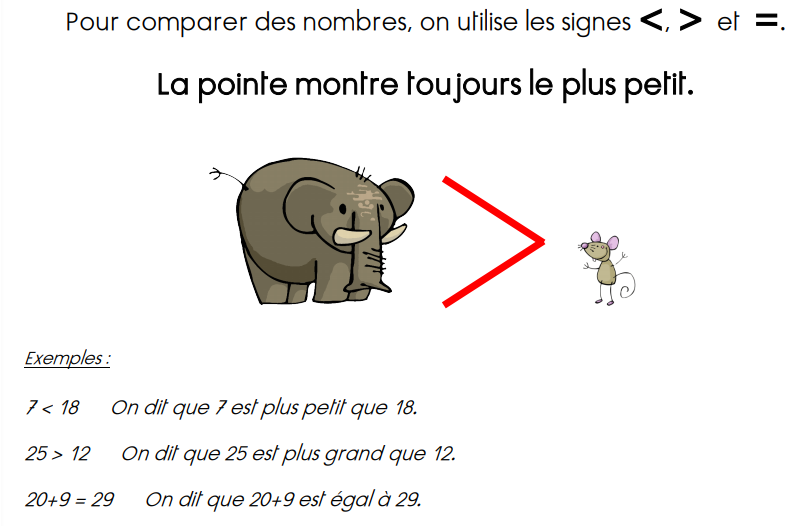 Pour comparer des nombres, on utilise les signes <, > et =.
La pointe montre toujours le plus petit.
>
Exemples :
7 < 18 On dit que 7 est plus petit que 18.
25 > 12 On dit que 25 est plus grand que 12.
20+9 = 29 On dit que 20+9 est égal à 29.